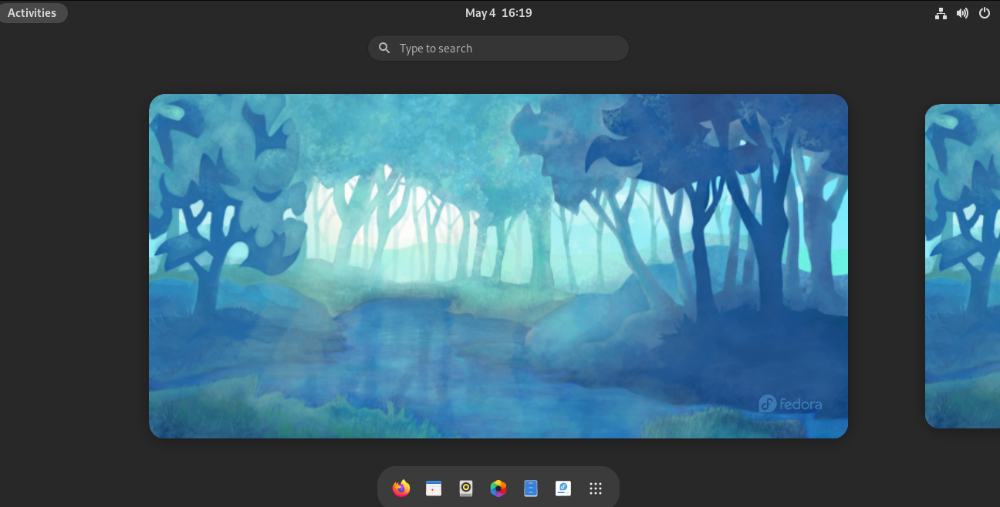 Activities
May 4 16:19
Type to search
fedora